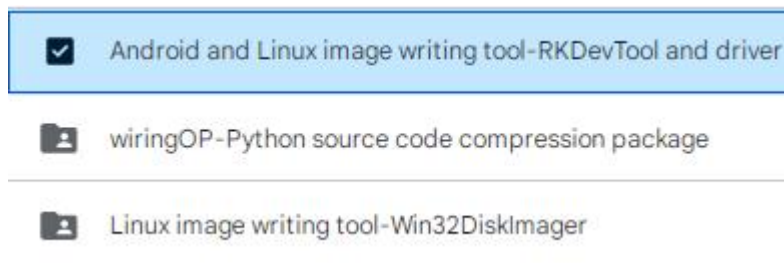 Android and Linux image writing tool-RKDevTool and driver
wiringOP-Python source code compression package
Linux image writing tool-Win32DiskImager